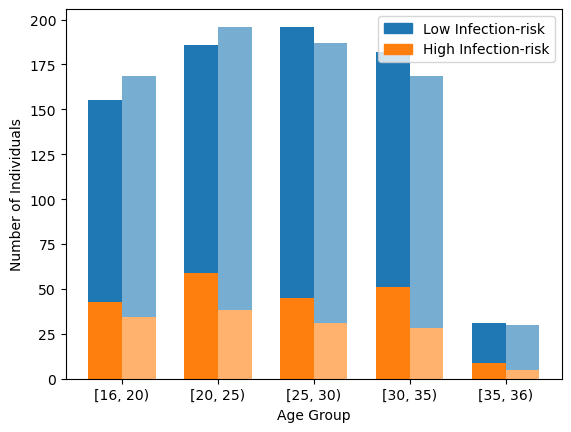 200
175
150
125
100
75
50
25
0
Number of Individuals
Low Infection-risk
High Infection-risk
[16, 20) [20, 25) [25, 30) [30, 35) [35, 36)
Age Group